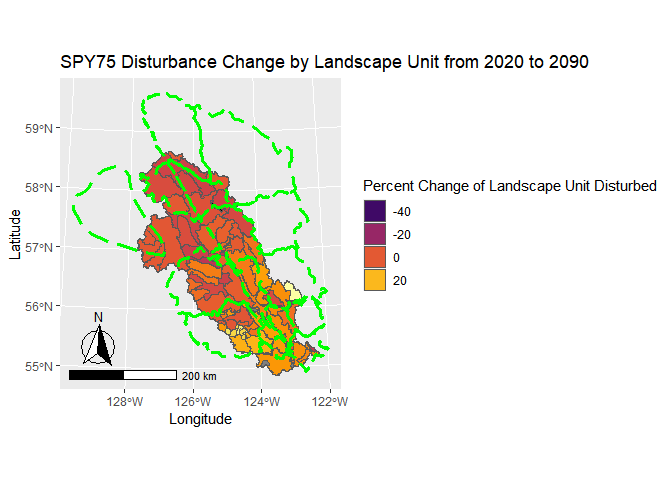 SPY75 Disturbance Change by Landscape Unit from 2020 to 2090
59°N
58°N
57°N
56°N
55°N
Latitude
N
200 km
128°W
126°W
124°W
122°W
Longitude
Percent Change of Landscape Unit Disturbed
-40
-20
0
20